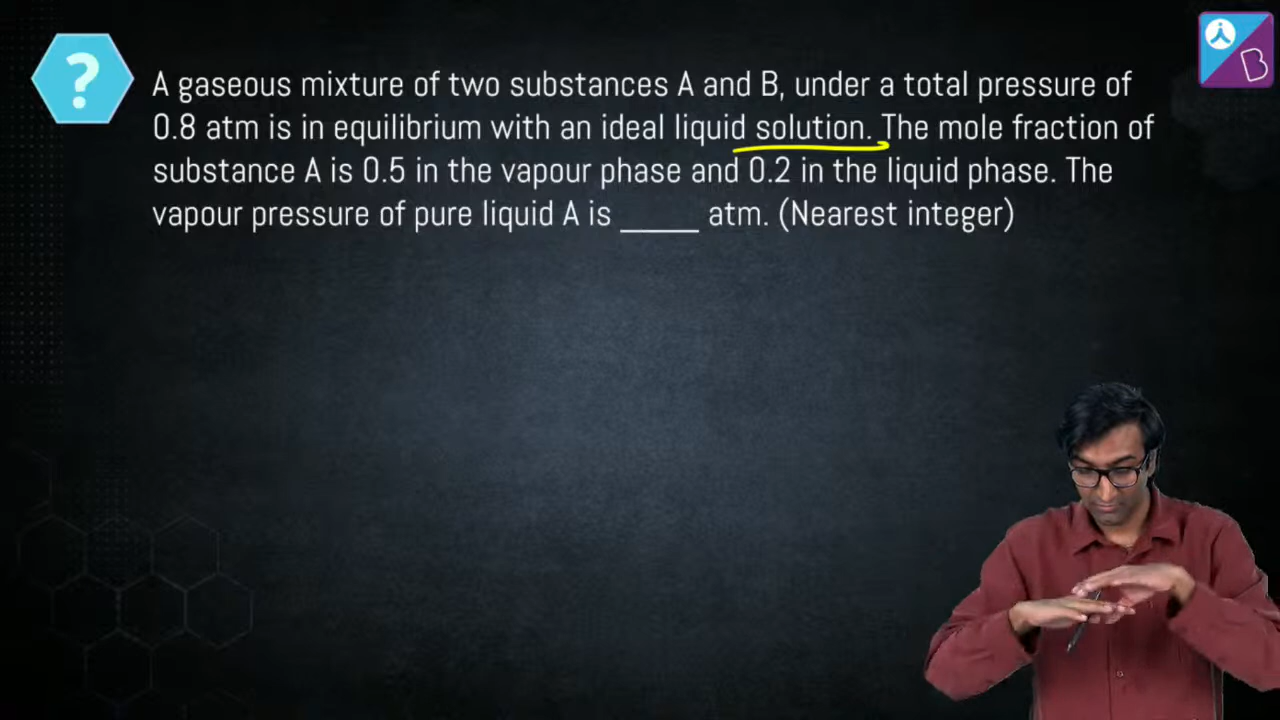 ?
A gaseous mixture of two substances A and B, under a total pressure of
0.8 atm is in equilibrium with an ideal liquid solution. The mole fraction of
substance A is 0.5 in the vapour phase and 0.2 in the liquid phase. The
vapour pressure of pure liquid A is _____ atm. (Nearest integer)
B